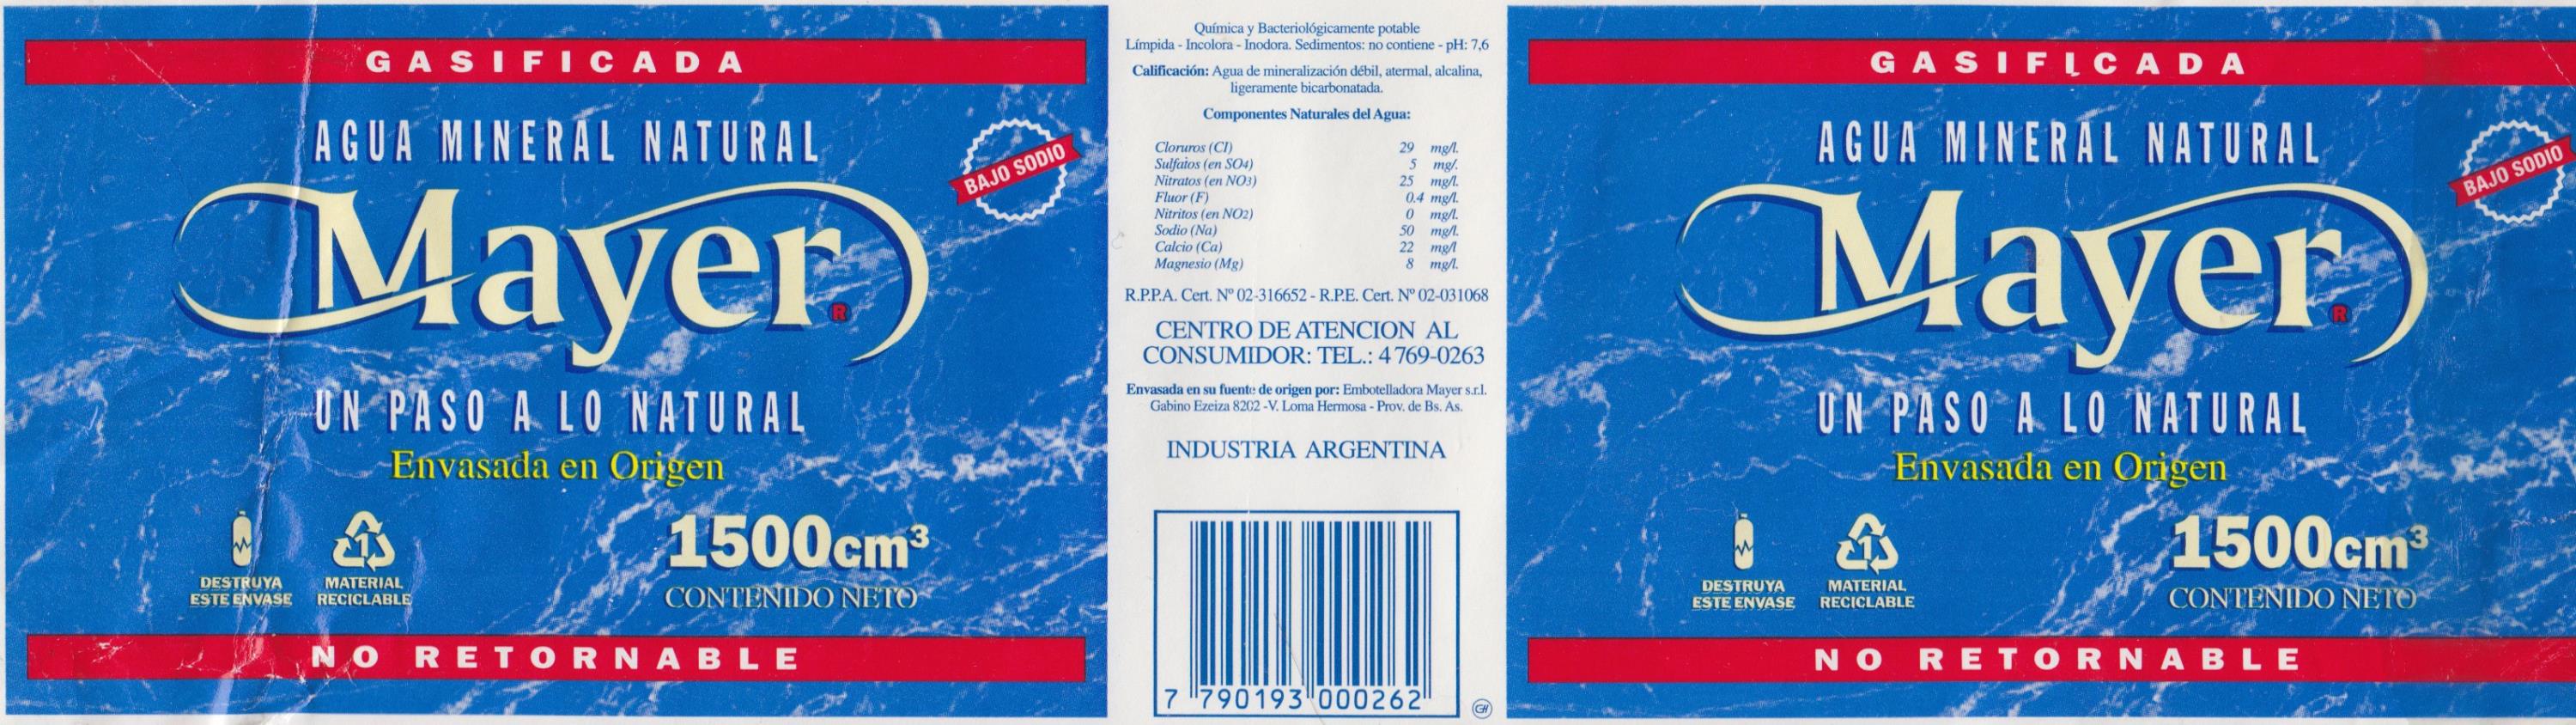 GASIFICADA
AGUA MINERAL NATURAL
BAJO SODIO
Mayer®
UN PASO A LO NATURAL
Envasada en Origen
1
DESTRUYA
ESTE ENVASE
MATERIAL
RECICLABLE
1500cm³
CONTENIDO NETO
NO RETORNABLE
Química y Bacteriológicamente potable
Límpida - Incolora - Inodora. Sedimentos: no contiene - pH: 7,6
Calificación: Agua de mineralización débil, atermal, alcalina,
ligeramente bicarbonatada.
Componentes Naturales del Agua:
Cloruros (Cl) 29 mg/l.
Sulfatos (en SO4) 5 mg/.
Nitratos (en NO3) 25 mg/l.
Fluor (F) 0.4 mg/l.
Nitritos (en NO2) 0 mg/l.
Sodio (Na) 50 mg/l.
Calcio (Ca) 22 mg/l
Magnesio (Mg) 8 mg/l.
R.P.P.A. Cert. Nº 02-316652 - R.P.E. Cert. Nº 02-031068
CENTRO DE ATENCION AL
CONSUMIDOR: TEL.: 4 769-0263
Envasada en su fuente de origen por: Embotelladora Mayer s.r.l.
Gabino Ezeiza 8202 -V. Loma Hermosa - Prov. de Bs. As.
INDUSTRIA ARGENTINA
7 790193 000262
GASIFICADA
AGUA MINERAL NATURAL
BAJO SODIO
Mayer®
UN PASO A LO NATURAL
Envasada en Origen
1
DESTRUYA
ESTE ENVASE
MATERIAL
RECICLABLE
1500cm³
CONTENIDO NETO
NO RETORNABLE